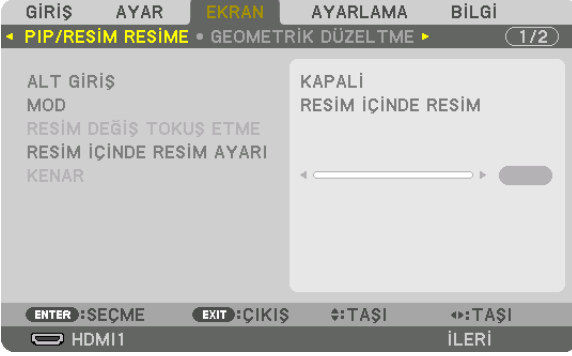 GİRİŞ AYAR EKRAN AYARLAMA BİLGİ
PIP/RESİM RESİME • GEOMETRİK DÜZELTME 1/2
ALT GİRİŞ KAPALİ
MOD RESİM İÇİNDE RESİM
RESİM DEĞİŞ TOKUŞ ETME
RESİM İÇİNDE RESİM AYARI
KENAR
ENTER :SEÇME EXIT :ÇIKIŞ :TAŞI :TAŞI
HDMI1 İLERİ